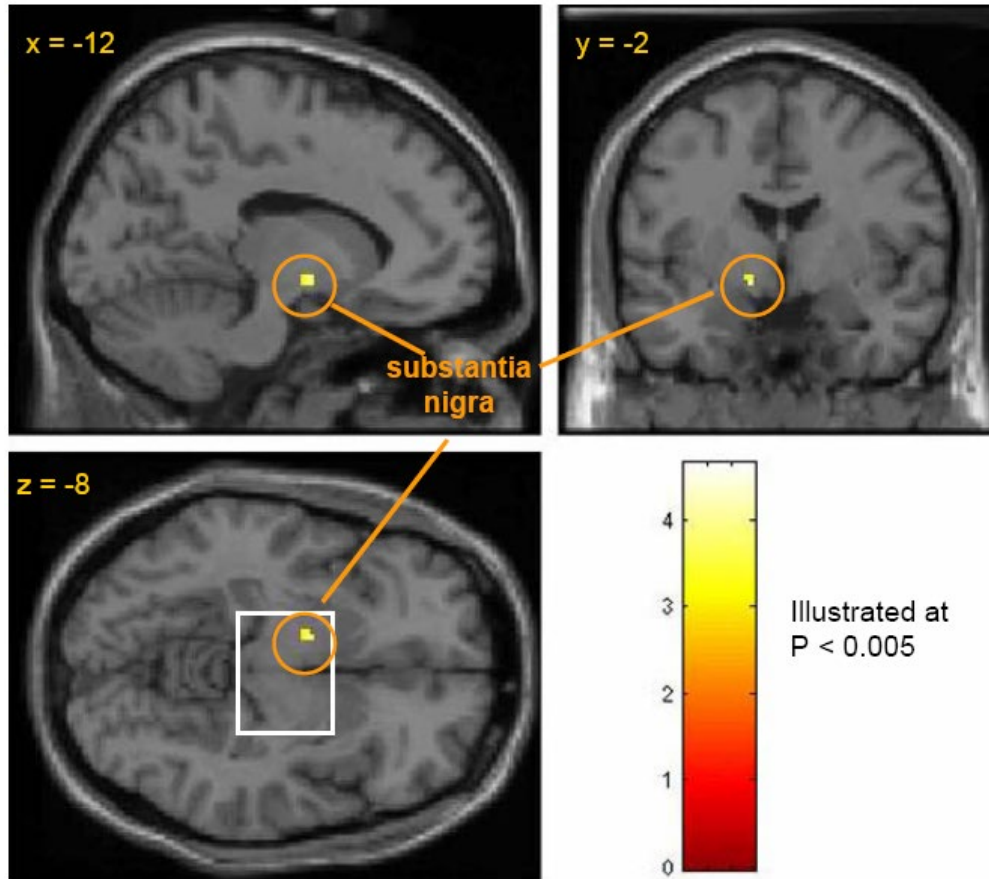 x = -12
y = -2
substantia
nigra
z = -8
4
3
2
1
0
Illustrated at
P < 0.005